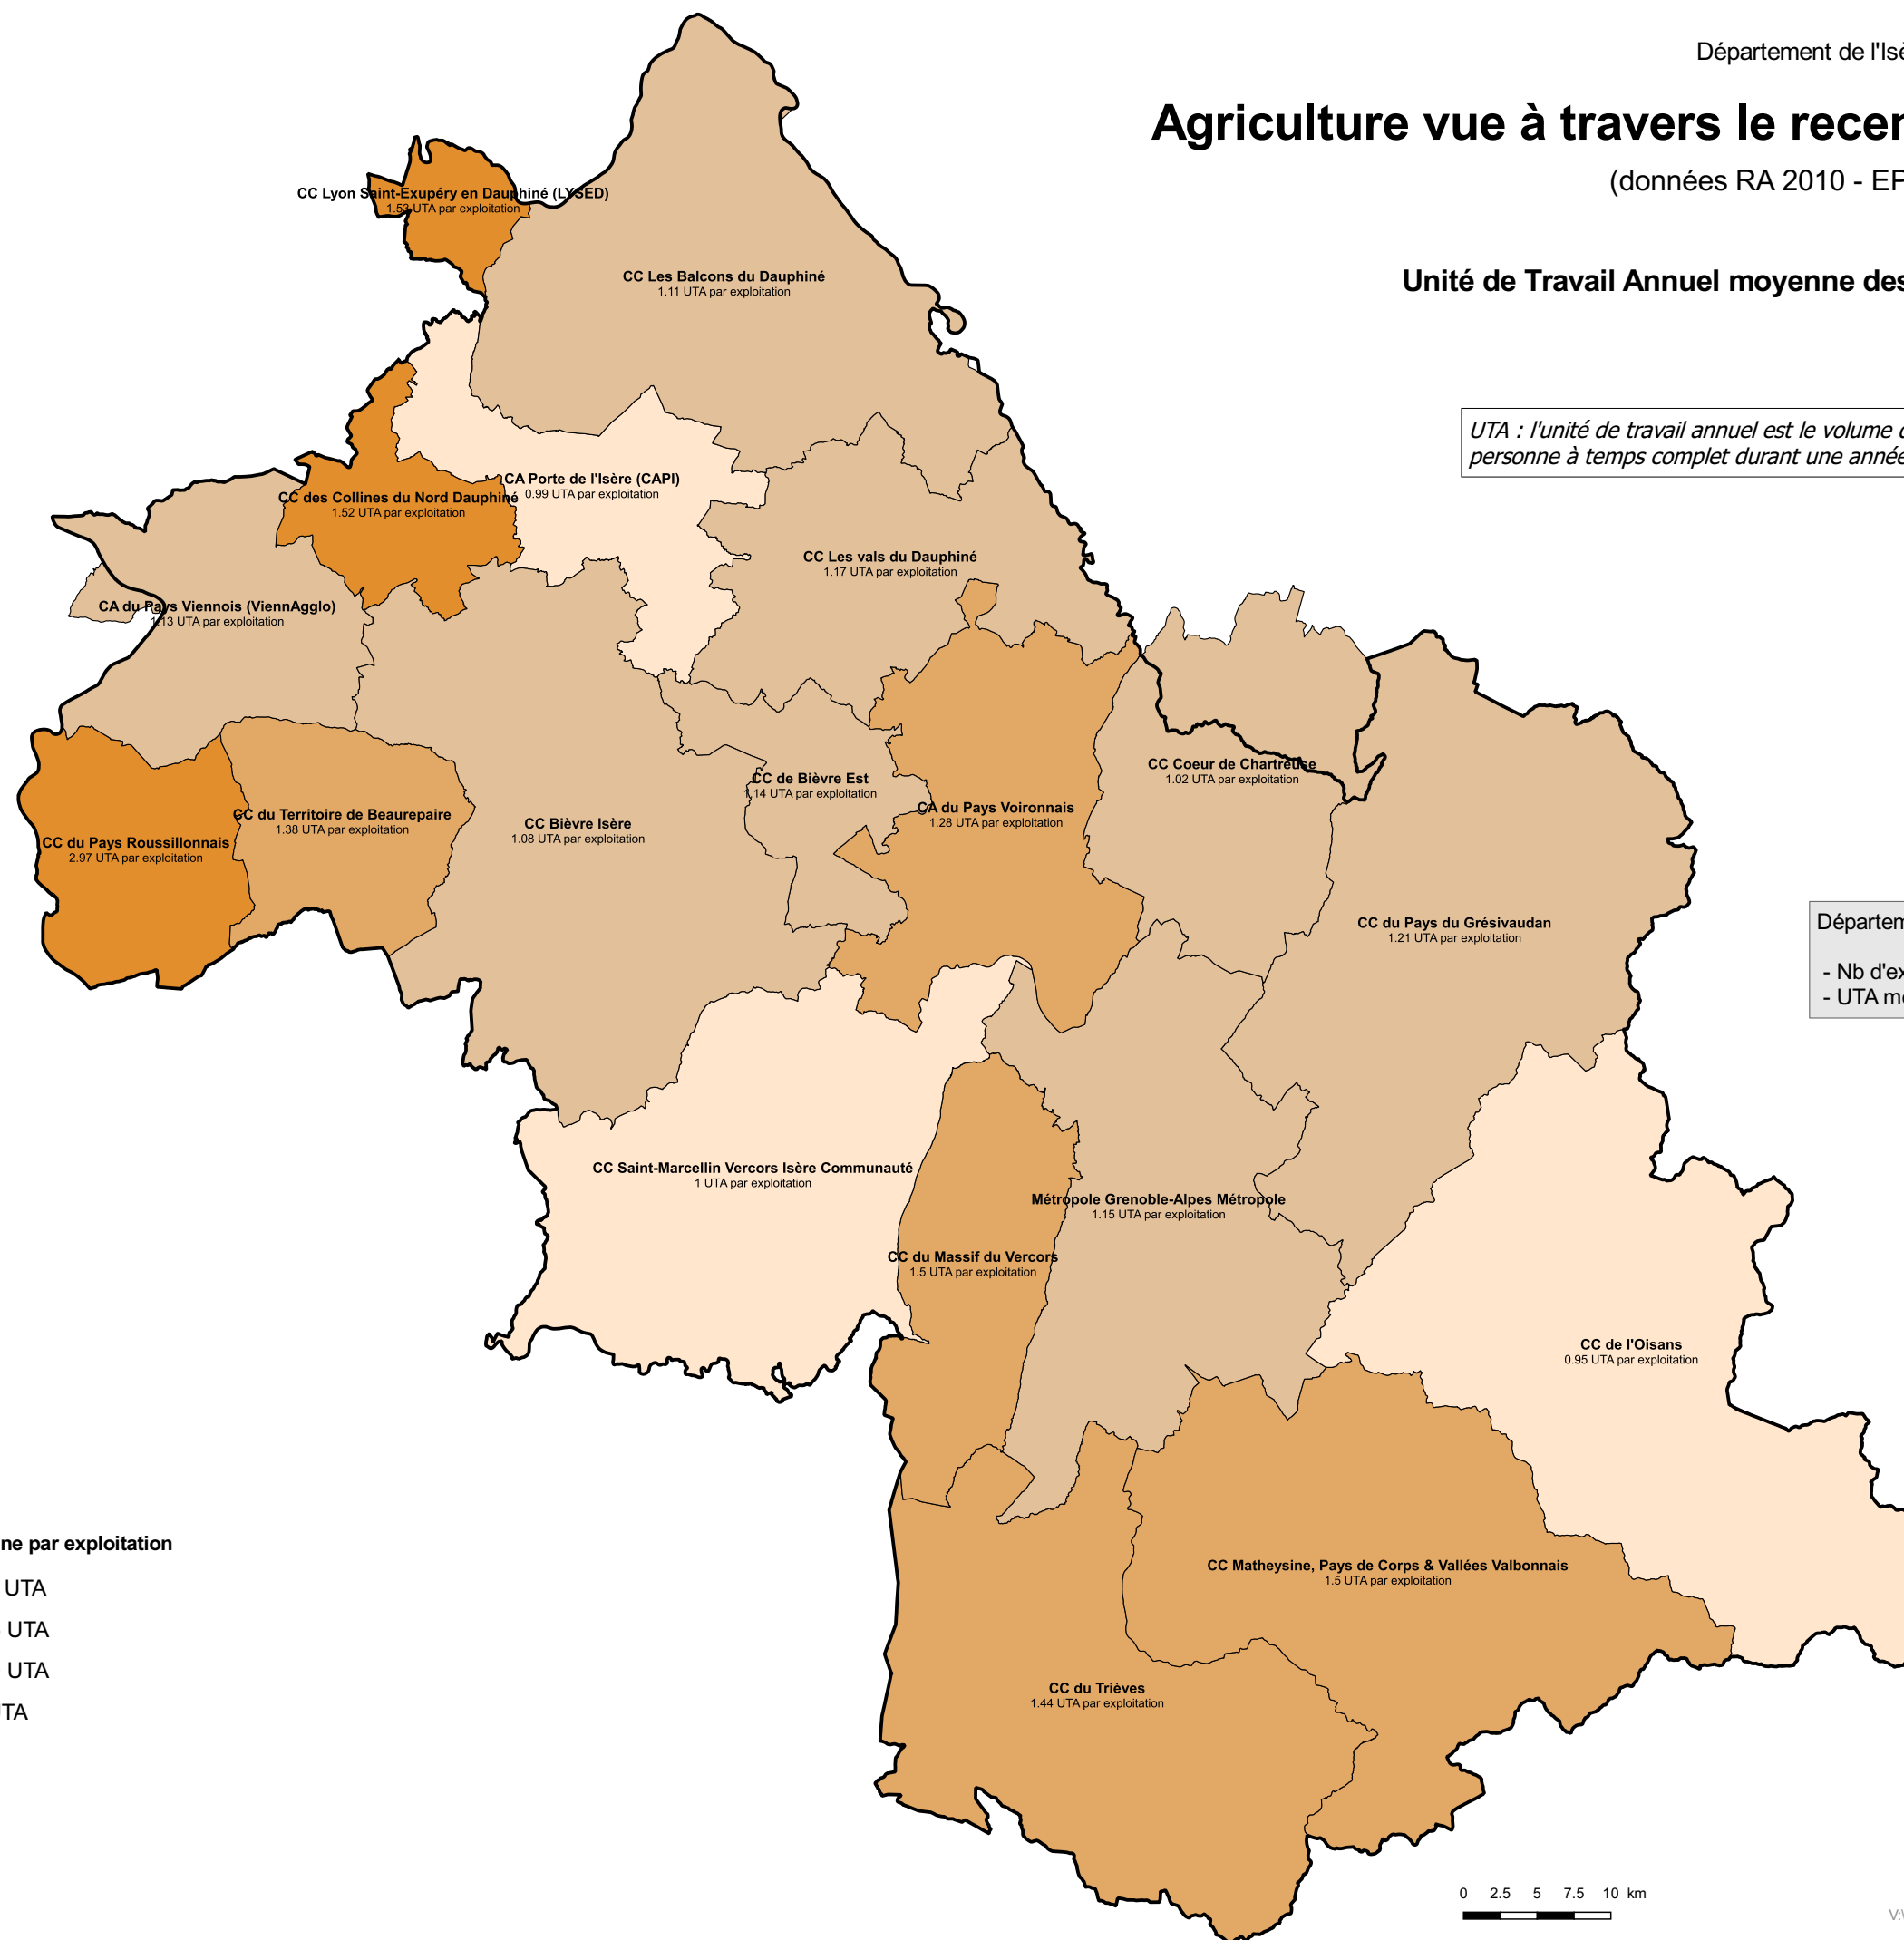 Département de l'Isè
Agriculture vue à travers le recen
(données RA 2010 - EP
Unité de Travail Annuel moyenne des
UTA : l'unité de travail annuel est le volume
personne à temps complet durant une année
CC Lyon Saint-Exupéry en Dauphiné (LYSED)
1.53 UTA par exploitation
CC Les Balcons du Dauphiné
1.11 UTA par exploitation
CA Porte de l'Isère (CAPI)
0.99 UTA par exploitation
CC des Collines du Nord Dauphiné
1.52 UTA par exploitation
CC Les vals du Dauphiné
1.17 UTA par exploitation
CA du Pays Viennois (ViennAgglo)
1.13 UTA par exploitation
CC Coeur de Chartreuse
1.02 UTA par exploitation
CC de Bièvre Est
1.14 UTA par exploitation
CA du Pays Voironnais
1.28 UTA par exploitation
CC du Territoire de Beaurepaire
1.38 UTA par exploitation
CC Bièvre Isère
1.08 UTA par exploitation
CC du Pays Roussillonnais
2.97 UTA par exploitation
CC du Pays du Grésivaudan
1.21 UTA par exploitation
Départem
- Nb d'ex
- UTA mo
CC Saint-Marcellin Vercors Isère Communauté
1 UTA par exploitation
Métropole Grenoble-Alpes Métropole
1.15 UTA par exploitation
CC du Massif du Vercors
1.5 UTA par exploitation
CC de l'Oisans
0.95 UTA par exploitation
CC Matheysine, Pays de Corps & Vallées Valbonnais
1.5 UTA par exploitation
CC du Trièves
1.44 UTA par exploitation
ne par exploitation
UTA
UTA
UTA
TA
0 2.5 5 7.5 10 km
V:\